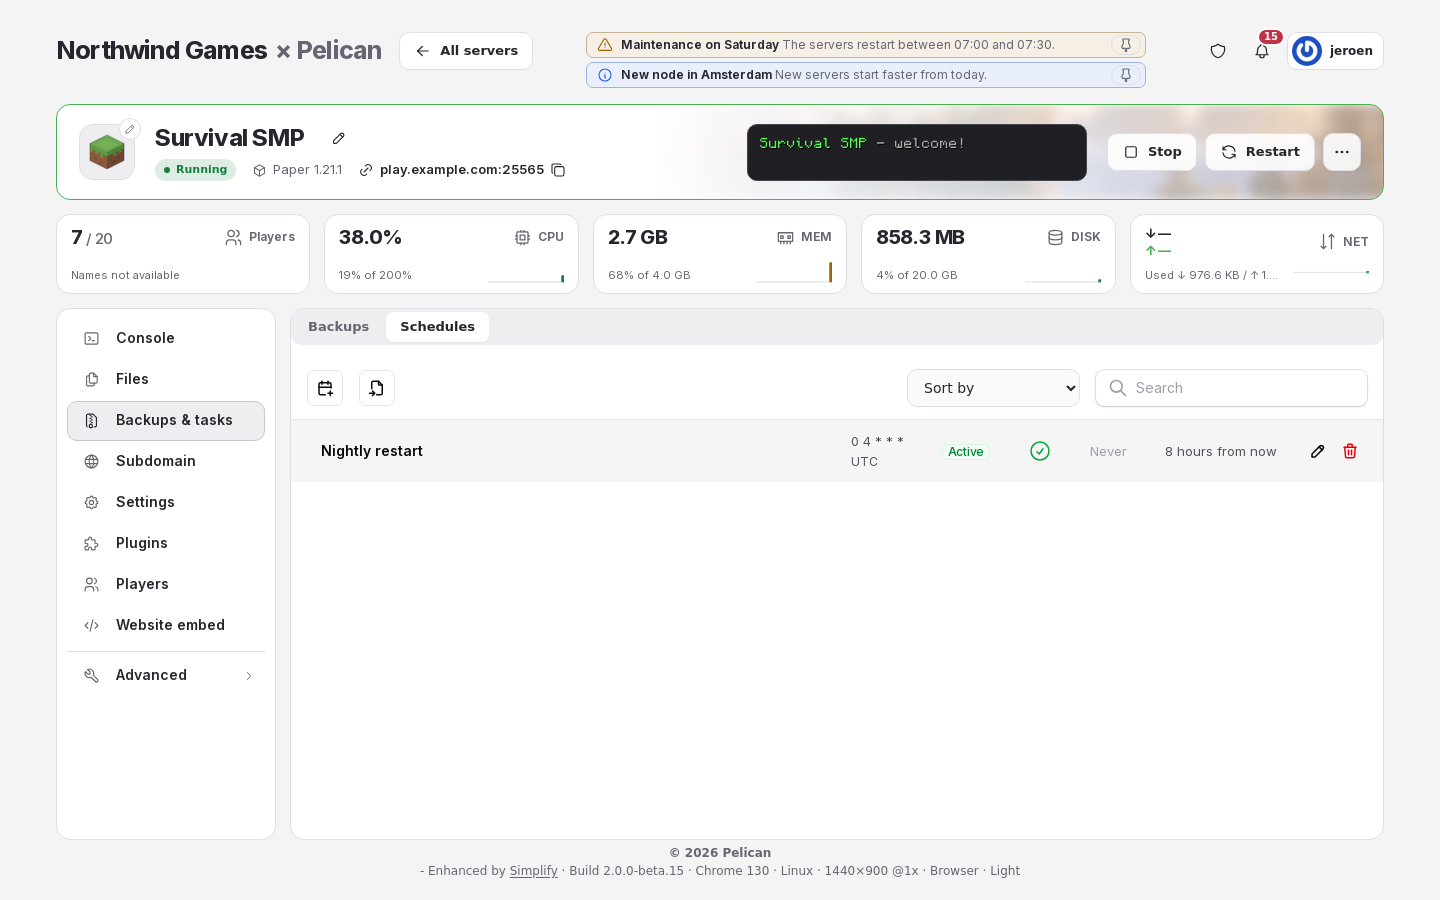 Northwind Games × Pelican
All servers
Maintenance on Saturday The servers restart between 07:00 and 07:30.
New node in Amsterdam New servers start faster from today.
15
jeroen
Survival SMP
Running
Paper 1.21.1
play.example.com:25565
Survival SMP - welcome!
Stop
Restart
7 / 20
Players
Names not available
38.0%
CPU
19% of 200%
2.7 GB
MEM
68% of 4.0 GB
858.3 MB
DISK
4% of 20.0 GB
↓—
↑—
NET
Used ↓ 976.6 KB / ↑ 1....
Console
Files
Backups & tasks
Subdomain
Settings
Plugins
Players
Website embed
Advanced
Backups
Schedules
Sort by
Search
Nightly restart
0 4 * * *
UTC
Active
Never
8 hours from now
© 2026 Pelican
- Enhanced by Simplify · Build 2.0.0-beta.15 · Chrome 130 · Linux · 1440×900 @1x · Browser · Light